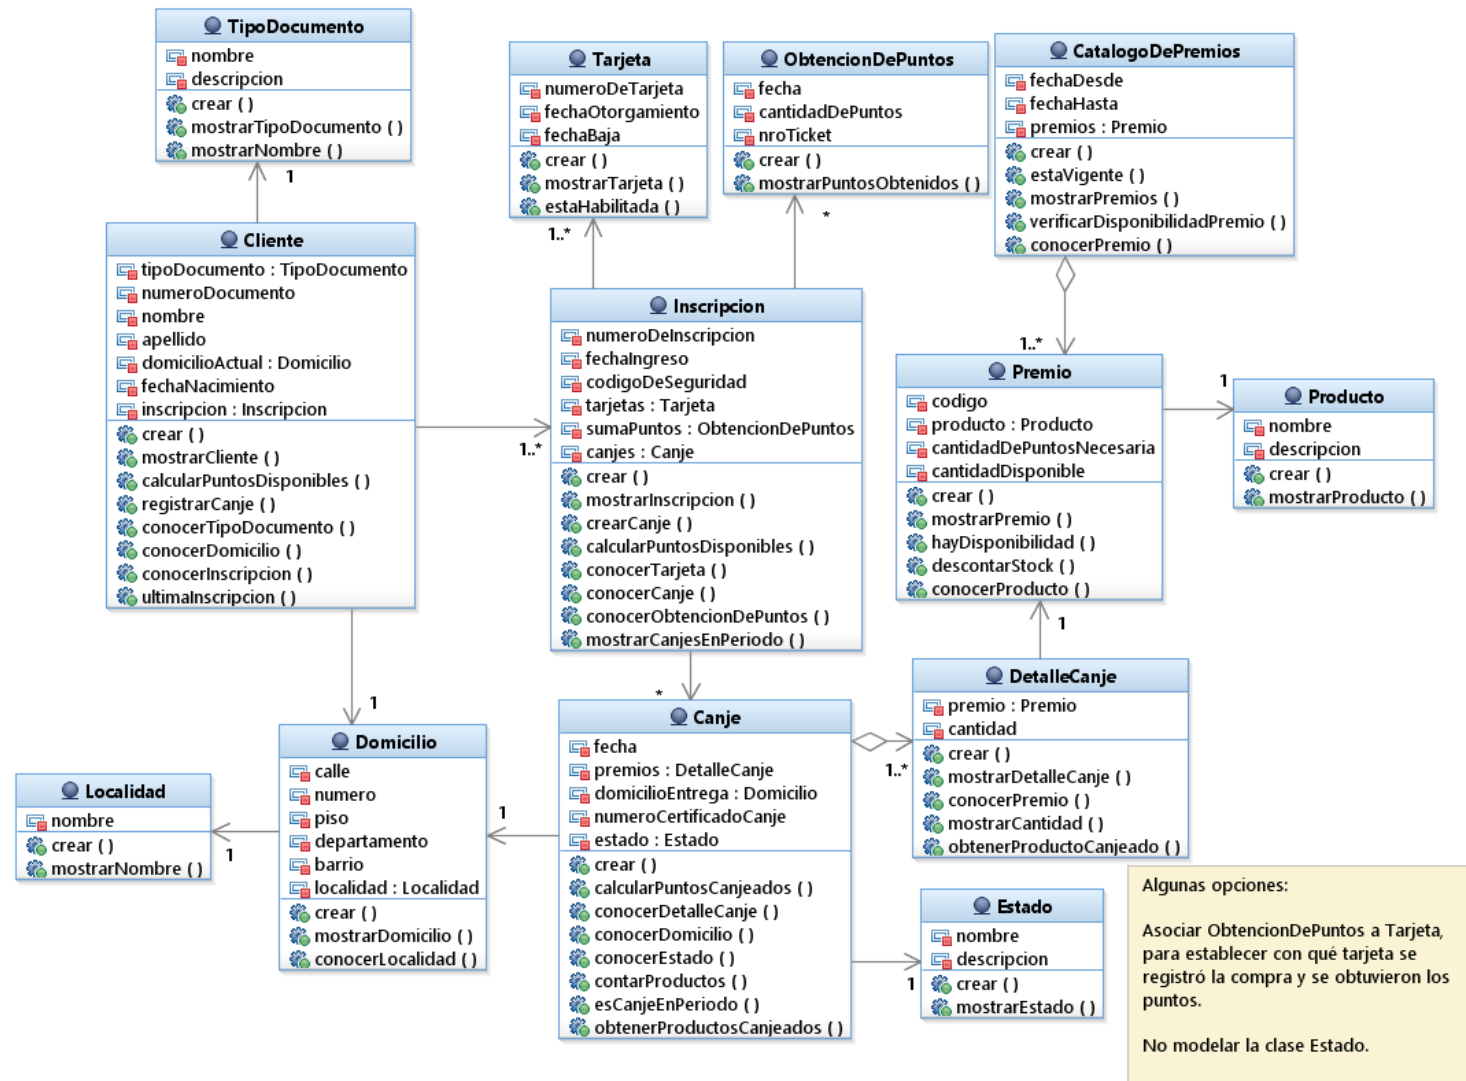 TipoDocumento
nombre
descripcion
crear ( )
mostrarTipoDocumento ( )
mostrarNombre ( )
1
Tarjeta
numeroDeTarjeta
fechaOtorgamiento
fechaBaja
crear ( )
mostrarTarjeta ( )
estaHabilitada ( )
1..*
ObtencionDePuntos
fecha
cantidadDePuntos
nroTicket
crear ( )
mostrarPuntosObtenidos ( )
*
CatalogoDePremios
fechaDesde
fechaHasta
premios : Premio
crear ( )
estaVigente ( )
mostrarPremios ( )
verificarDisponibilidadPremio ( )
conocerPremio ( )
1..*
Cliente
tipoDocumento : TipoDocumento
numeroDocumento
nombre
apellido
domicilioActual : Domicilio
fechaNacimiento
inscripcion : Inscripcion
crear ( )
mostrarCliente ( )
calcularPuntosDisponibles ( )
registrarCanje ( )
conocerTipoDocumento ( )
conocerDomicilio ( )
conocerInscripcion ( )
ultimaInscripcion ( )
1..*
1
Inscripcion
numeroDeInscripcion
fechaIngreso
codigoDeSeguridad
tarjetas : Tarjeta
sumaPuntos : ObtencionDePuntos
canjes : Canje
crear ( )
mostrarInscripcion ( )
crearCanje ( )
calcularPuntosDisponibles ( )
conocerTarjeta ( )
conocerCanje ( )
conocerObtencionDePuntos ( )
mostrarCanjesEnPeriodo ( )
*
Premio
codigo
producto : Producto
cantidadDePuntosNecesaria
cantidadDisponible
crear ( )
mostrarPremio ( )
hayDisponibilidad ( )
descontarStock ( )
conocerProducto ( )
1
1
Producto
nombre
descripcion
crear ( )
mostrarProducto ( )
Localidad
nombre
crear ( )
mostrarNombre ( )
1
Domicilio
calle
numero
piso
departamento
barrio
localidad : Localidad
crear ( )
mostrarDomicilio ( )
conocerLocalidad ( )
1
Canje
fecha
premios : DetalleCanje
domicilioEntrega : Domicilio
numeroCertificadoCanje
estado : Estado
crear ( )
calcularPuntosCanjeados ( )
conocerDetalleCanje ( )
conocerDomicilio ( )
conocerEstado ( )
contarProductos ( )
esCanjeEnPeriodo ( )
obtenerProductosCanjeados ( )
1..*
1
DetalleCanje
premio : Premio
cantidad
crear ( )
mostrarDetalleCanje ( )
conocerPremio ( )
mostrarCantidad ( )
obtenerProductoCanjeado ( )
Estado
nombre
descripcion
crear ( )
mostrarEstado ( )
Algunas opciones:
Asociar ObtencionDePuntos a Tarjeta,
para establecer con qué tarjeta se
registró la compra y se obtuvieron los
puntos.
No modelar la clase Estado.